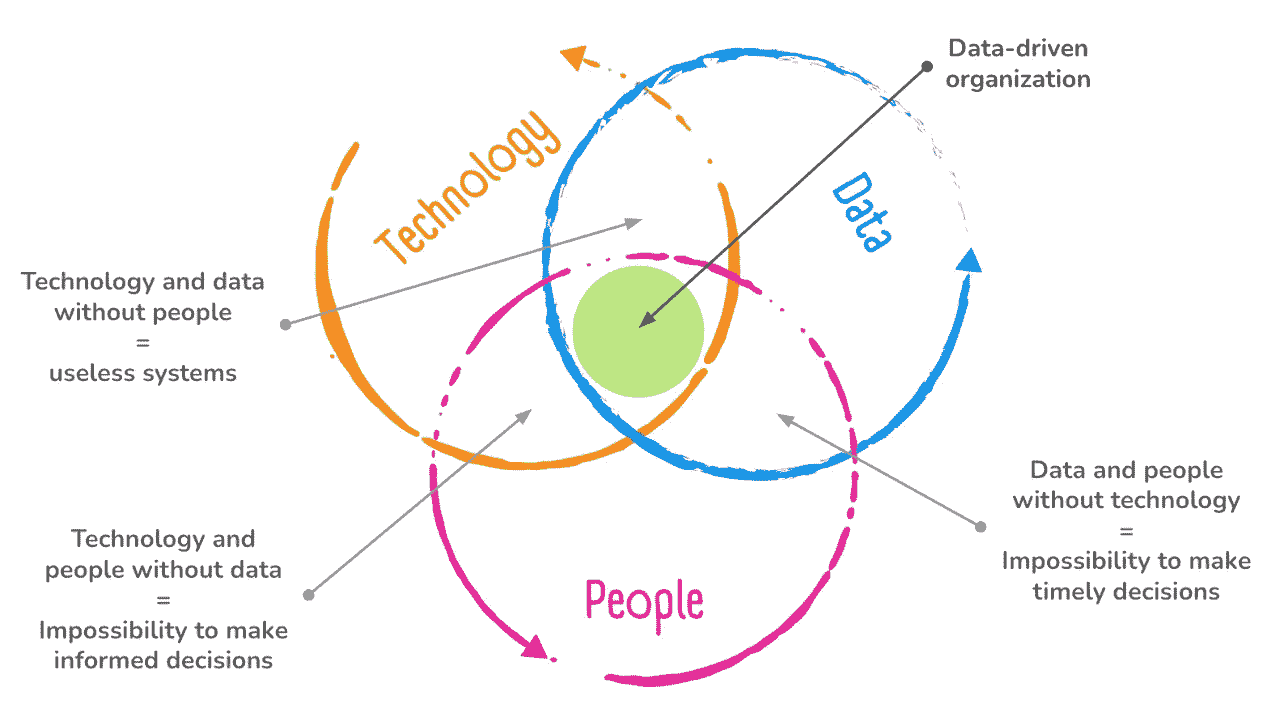 Data-driven
organization
Technology
Data
Technology and data
without people
=
useless systems
Data and people
without technology
=
Impossibility to make
timely decisions
Technology and
people without data
=
Impossibility to make
informed decisions
People